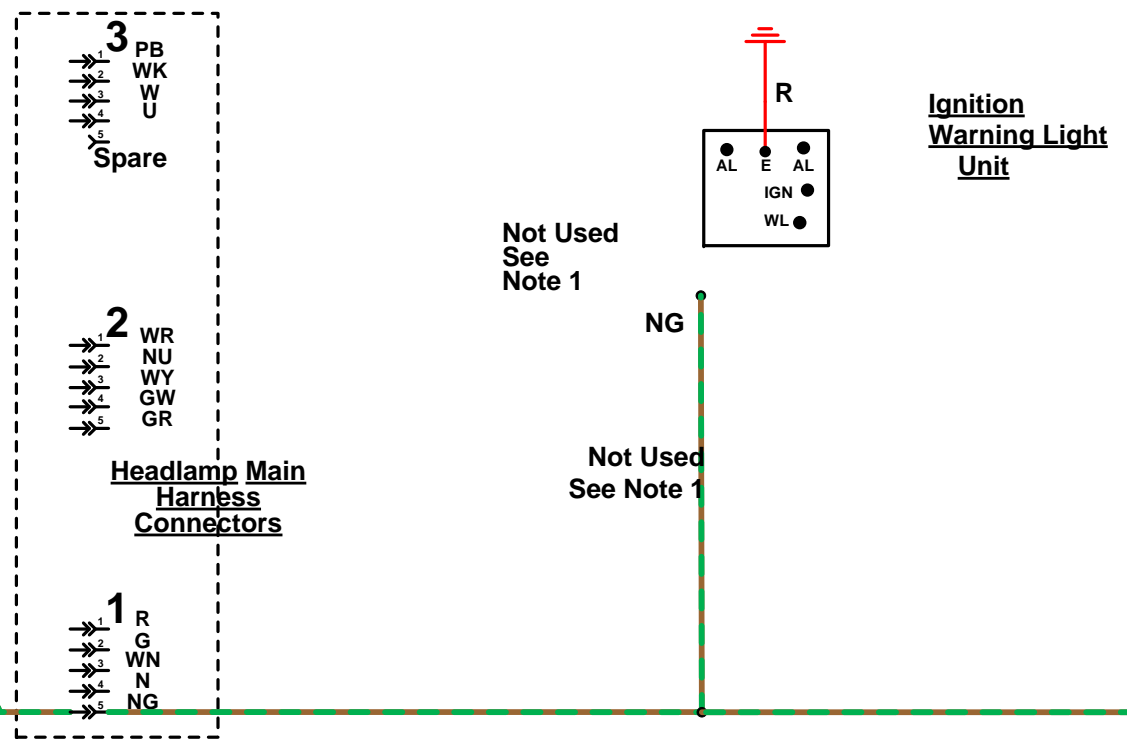 3
1 PB
2 WK
3 W
4 U
5
Spare
2
1 WR
2 NU
3 WY
4 GW
5 GR
Headlamp Main
Harness
Connectors
1
1 R
2 G
3 WN
4 N
5 NG
Not Used
See
Note 1
NG
Not Used
See Note 1
R
AL E AL
IGN
WL
Ignition
Warning Light
Unit